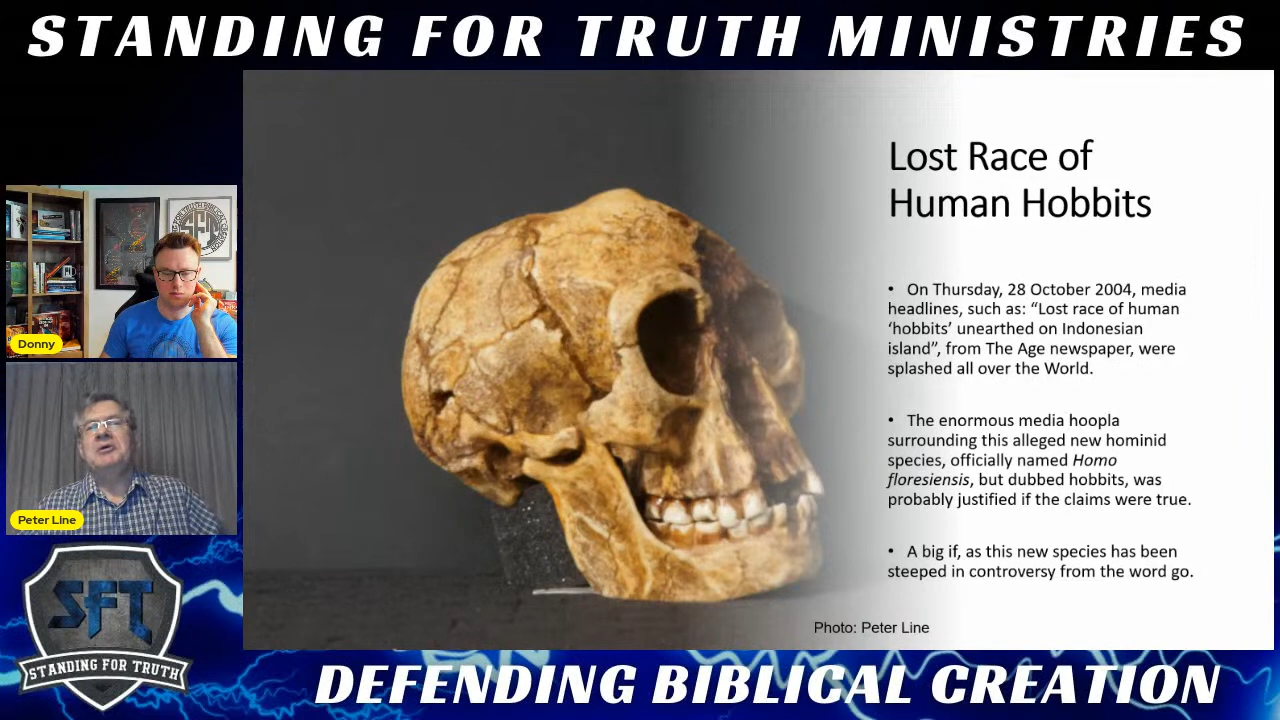 STANDING FOR TRUTH MINISTRIES
Donny
Peter Line
SFT
STANDING FOR TRUTH
Lost Race of
Human Hobbits
• On Thursday, 28 October 2004, media
headlines, such as: “Lost race of human
‘hobbits’ unearthed on Indonesian
island”, from The Age newspaper, were
splashed all over the World.
• The enormous media hoopla
surrounding this alleged new hominid
species, officially named Homo
floresiensis, but dubbed hobbits, was
probably justified if the claims were true.
• A big if, as this new species has been
steeped in controversy from the word go.
Photo: Peter Line
DEFENDING BIBLICAL CREATION